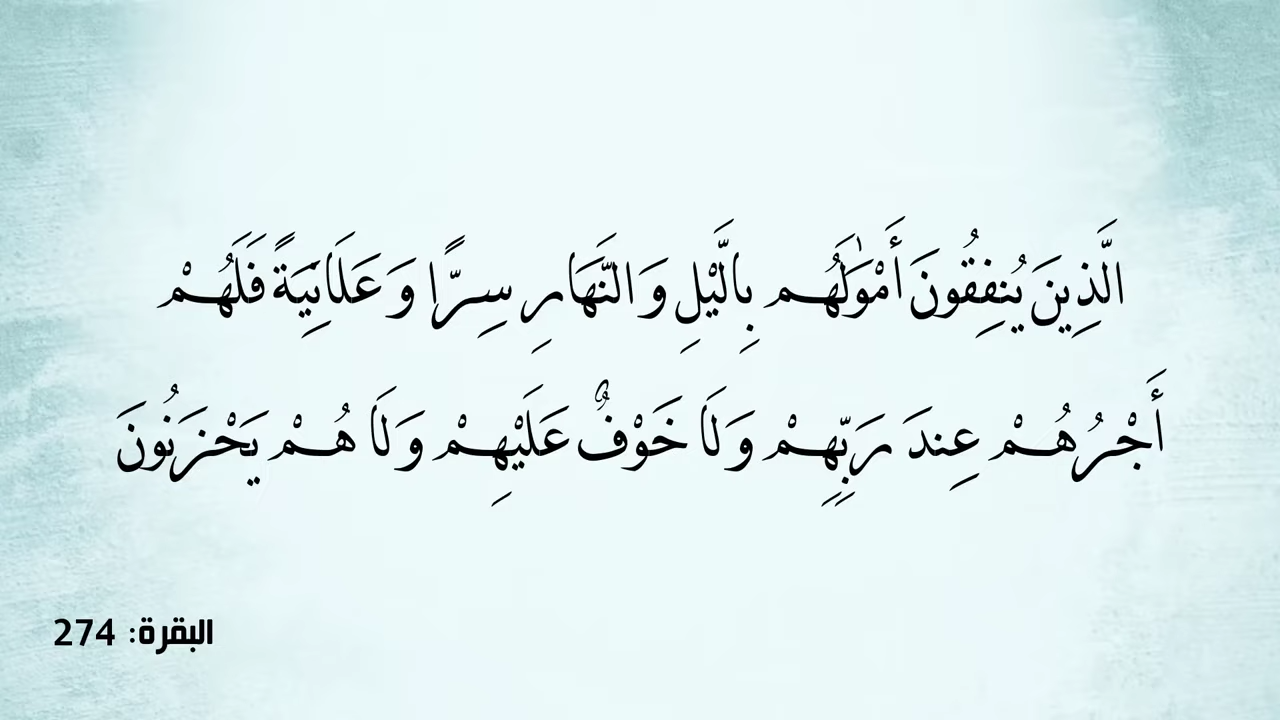 الَّذِينَ يُنفِقُونَ أَمْوَٰلَهُم بِالَّيْلِ وَالنَّهَارِ سِرًّا وَعَلَانِيَةً فَلَهُمْ
أَجْرُهُمْ عِندَ رَبِّهِمْ وَلَا خَوْفٌ عَلَيْهِمْ وَلَا هُمْ يَحْزَنُونَ
البقرة: 274